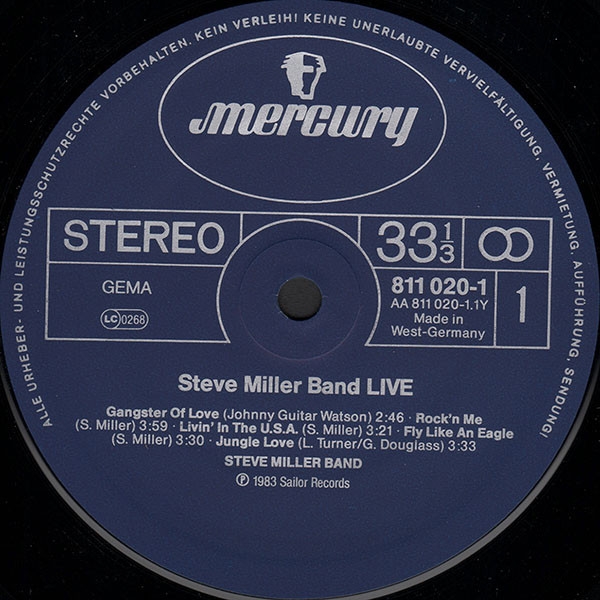 ALLE URHEBER- UND LEISTUNGSSCHUTZRECHTE VORBEHALTEN. KEIN VERLEIH! KEINE UNERLAUBTE VERVIELFÄLTIGUNG, VERMIETUNG, AUFFÜHRUNG, SENDUNG!
mercury
STEREO
33 1/3
GEMA
LC 0268
811 020-1
AA 811 020-1.1Y
Made in
West-Germany
1
Steve Miller Band LIVE
Gangster Of Love (Johnny Guitar Watson) 2:46 · Rock'n Me
(S. Miller) 3:59 · Livin' In The U.S.A. (S. Miller) 3:21 · Fly Like An Eagle
(S. Miller) 3:30 · Jungle Love (L. Turner/G. Douglass) 3:33
STEVE MILLER BAND
℗ 1983 Sailor Records